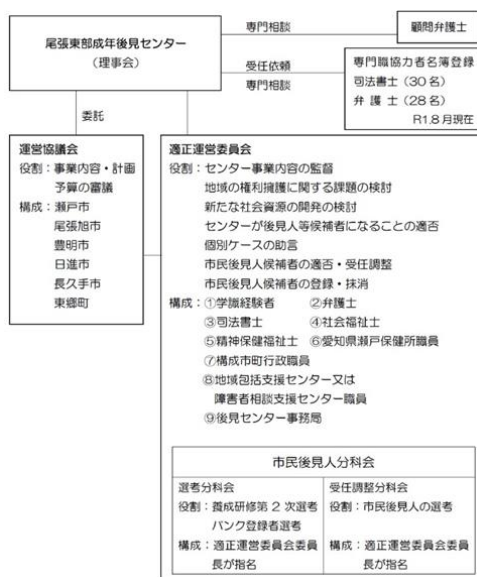 尾張東部成年後見センター
(理事会)
専門相談
顧問弁護士
受任依頼
専門相談
専門職協力者名簿登録
司法書士(30名)
弁護士(28名)
R1.8月現在
委託
運営協議会
役割:事業内容・計画
予算の審議
構成:瀬戸市
尾張旭市
豊明市
日進市
長久手市
東郷町
適正運営委員会
役割:センター事業内容の監督
地域の権利擁護に関する課題の検討
新たな社会資源の開発の検討
センターが後見人等候補者になることの適否
個別ケースの助言
市民後見人候補者の適否・受任調整
市民後見人候補者の登録・抹消
構成:①学識経験者 ②弁護士
③司法書士 ④社会福祉士
⑤精神保健福祉士 ⑥愛知県瀬戸保健所職員
⑦構成市町行政職員
⑧地域包括支援センター又は
障害者相談支援センター職員
⑨後見センター事務局
市民後見人分科会
選考分科会
役割:養成研修第2次選考
バンク登録者選考
構成:適正運営委員会委員
長が指名
受任調整分科会
役割:市民後見人の選考
構成:適正運営委員会委員
長が指名